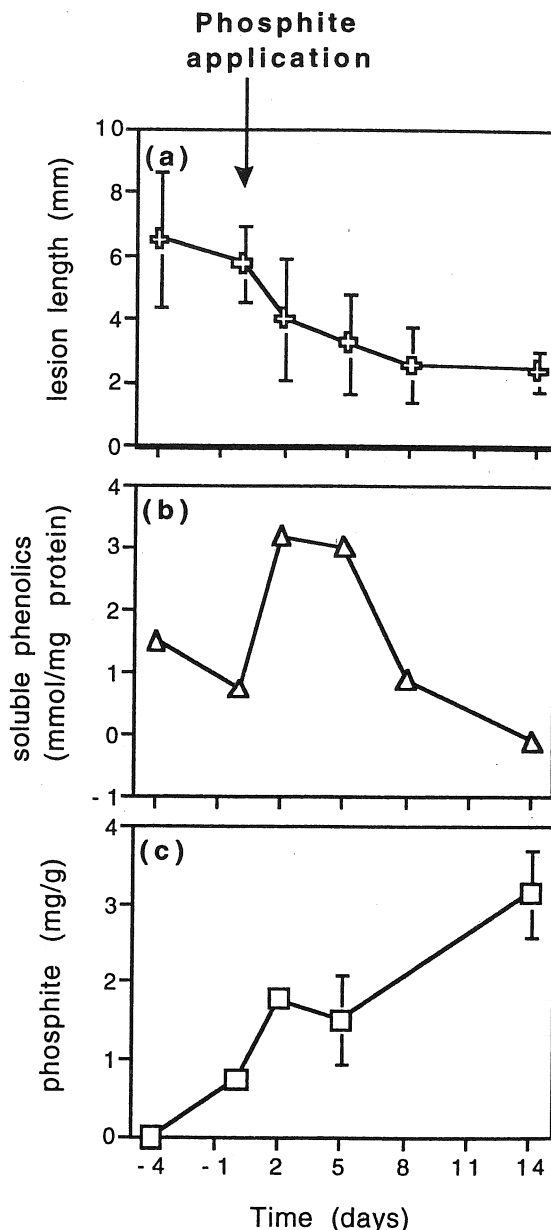 Phosphite
application
10
8
6
4
2
0
(a)
lesion length (mm)
4
3
2
1
0
-1
(b)
soluble phenolics
(mmol/mg protein)
4
3
2
1
0
(c)
phosphite (mg/g)
-4 -1 2 5 8 11 14
Time (days)